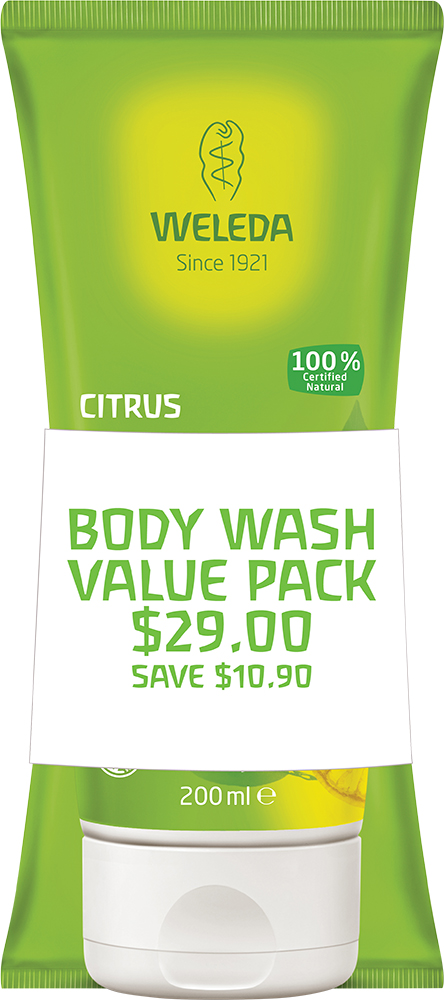 WELEDA
Since 1921
100%
Certified
Natural
CITRUS
BODY WASH
VALUE PACK
$29.00
SAVE $10.90
200 ml e